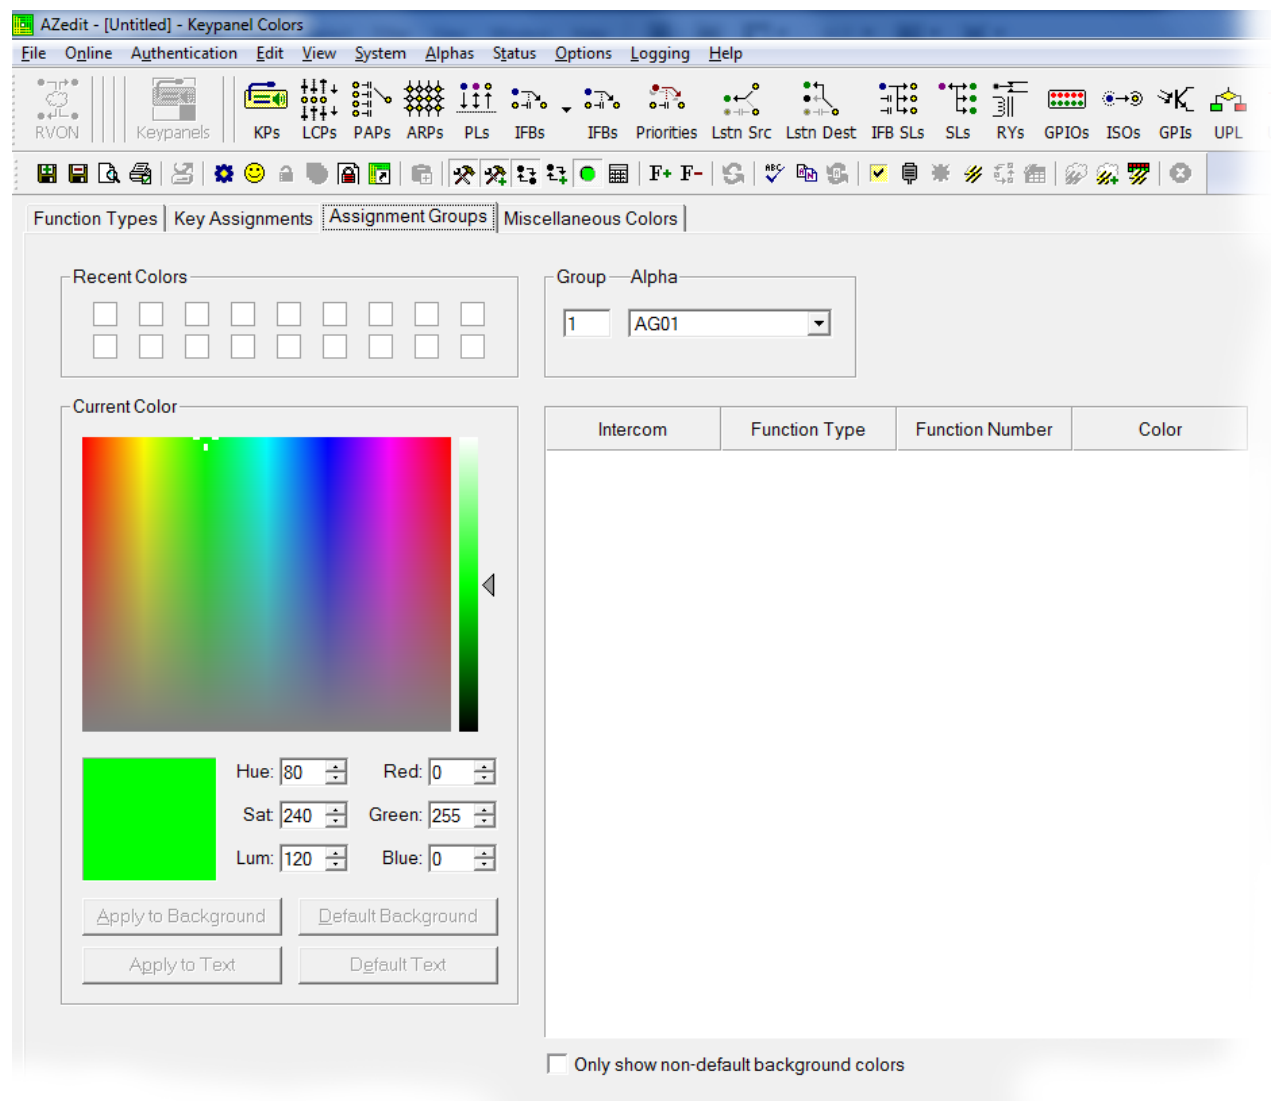 AZedit - [Untitled] - Keypanel Colors
File Online Authentication Edit View System Alphas Status Options Logging Help
RVON Keypanels KPs LCPs PAPs ARPs PLs IFBs IFBs Priorities Lstn Src Lstn Dest IFB SLs SLs RYs GPIOs ISOs GPIs UPL
F+ F- ABC
Function Types Key Assignments Assignment Groups Miscellaneous Colors
Recent Colors Group Alpha
1 AG01
Current Color
Intercom Function Type Function Number Color
Hue: 80 Red: 0
Sat: 240 Green: 255
Lum: 120 Blue: 0
Apply to Background Default Background
Apply to Text Default Text
Only show non-default background colors